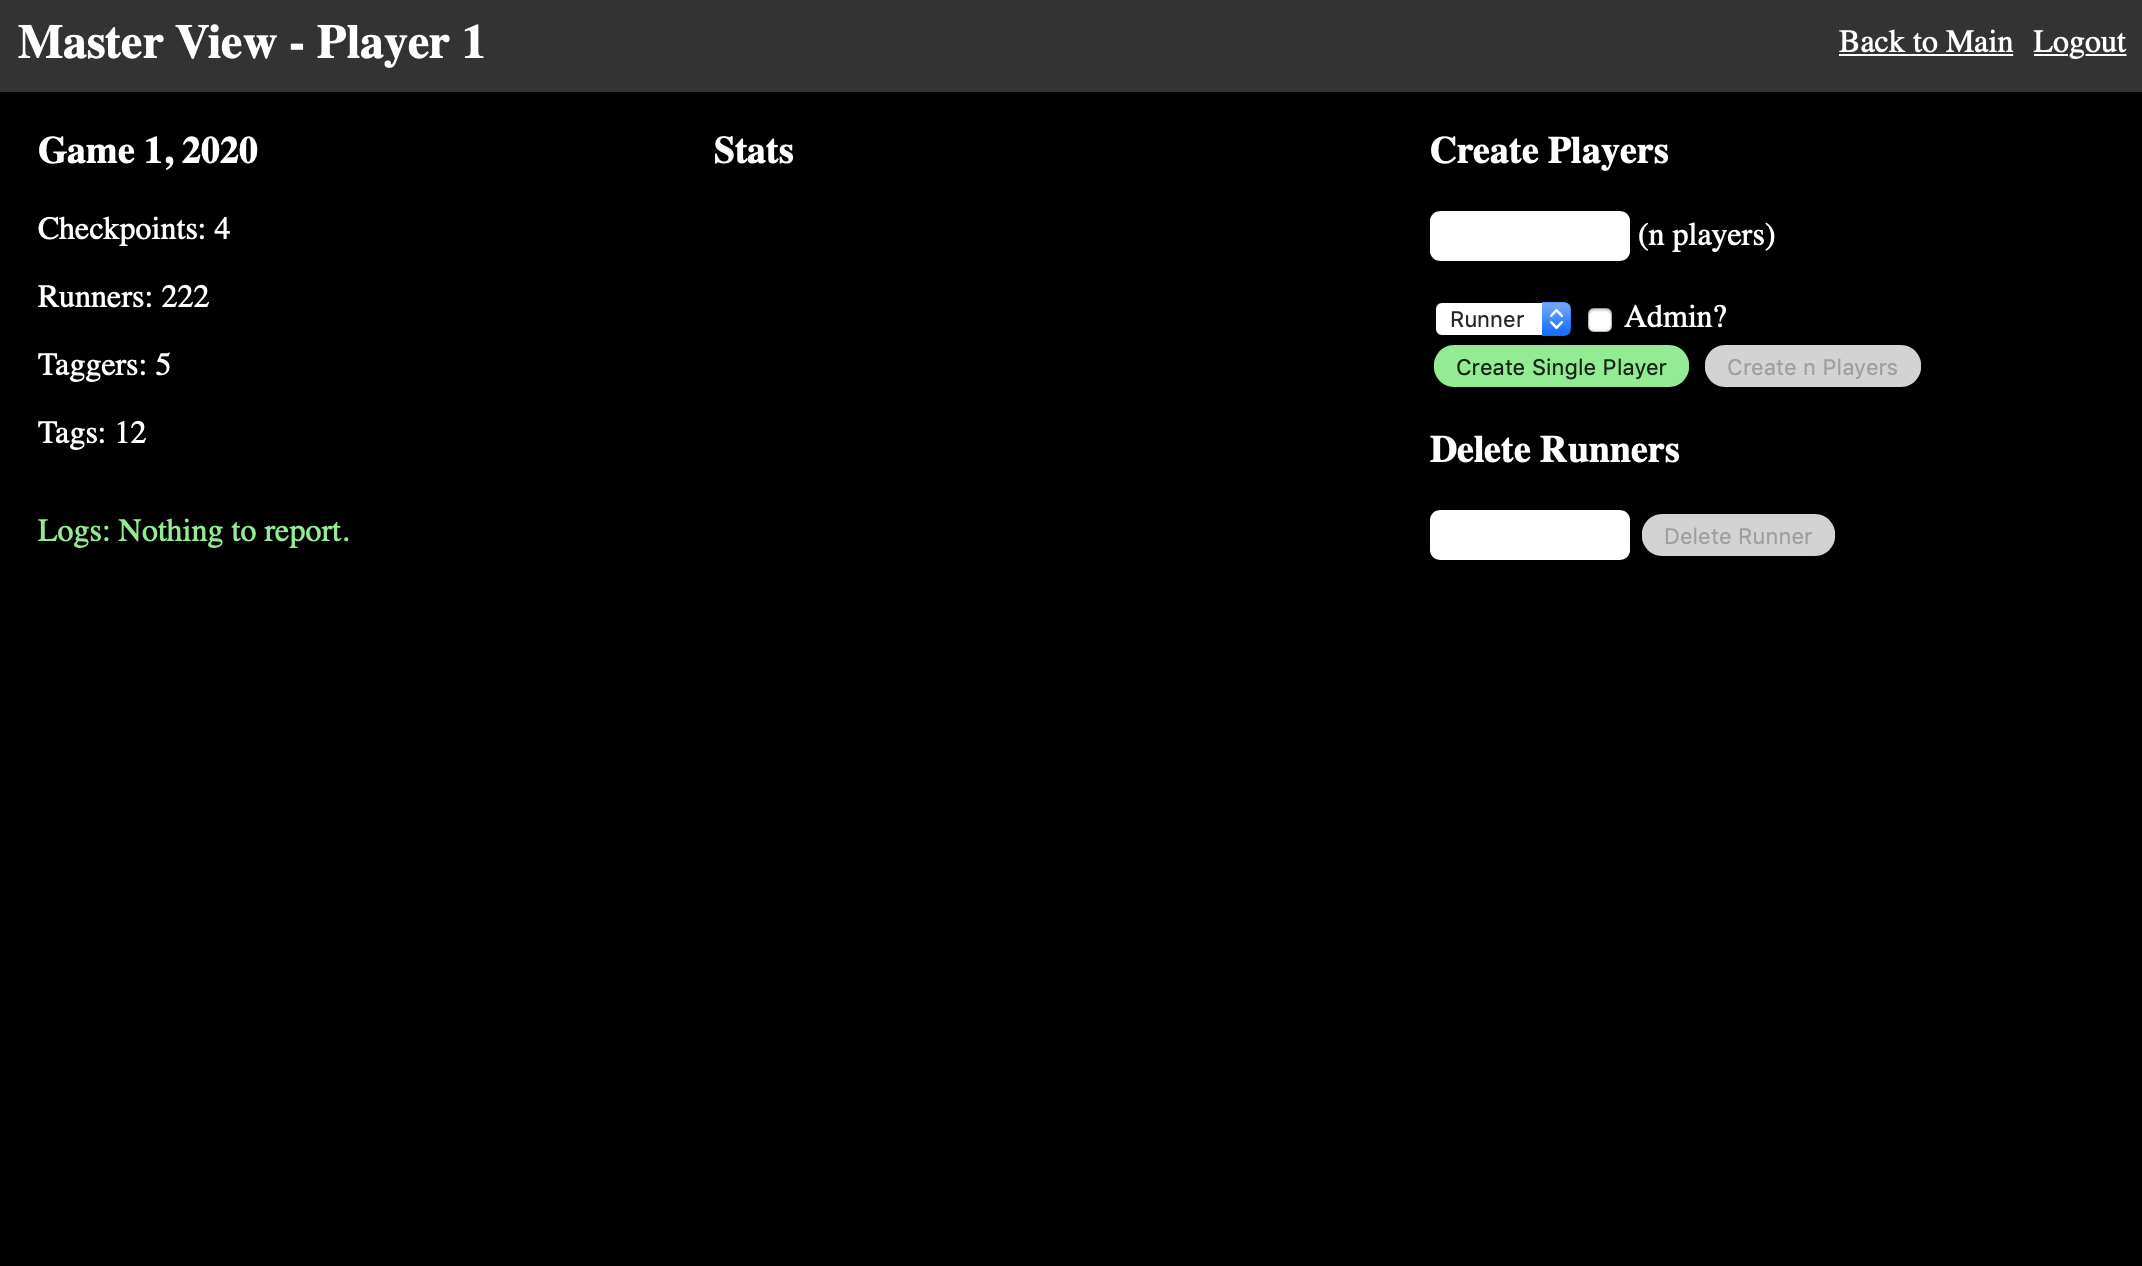 Master View - Player 1
Back to Main Logout
Game 1, 2020
Checkpoints: 4
Runners: 222
Taggers: 5
Tags: 12
Logs: Nothing to report.
Stats
Create Players
(n players)
Runner Admin?
Create Single Player Create n Players
Delete Runners
Delete Runner